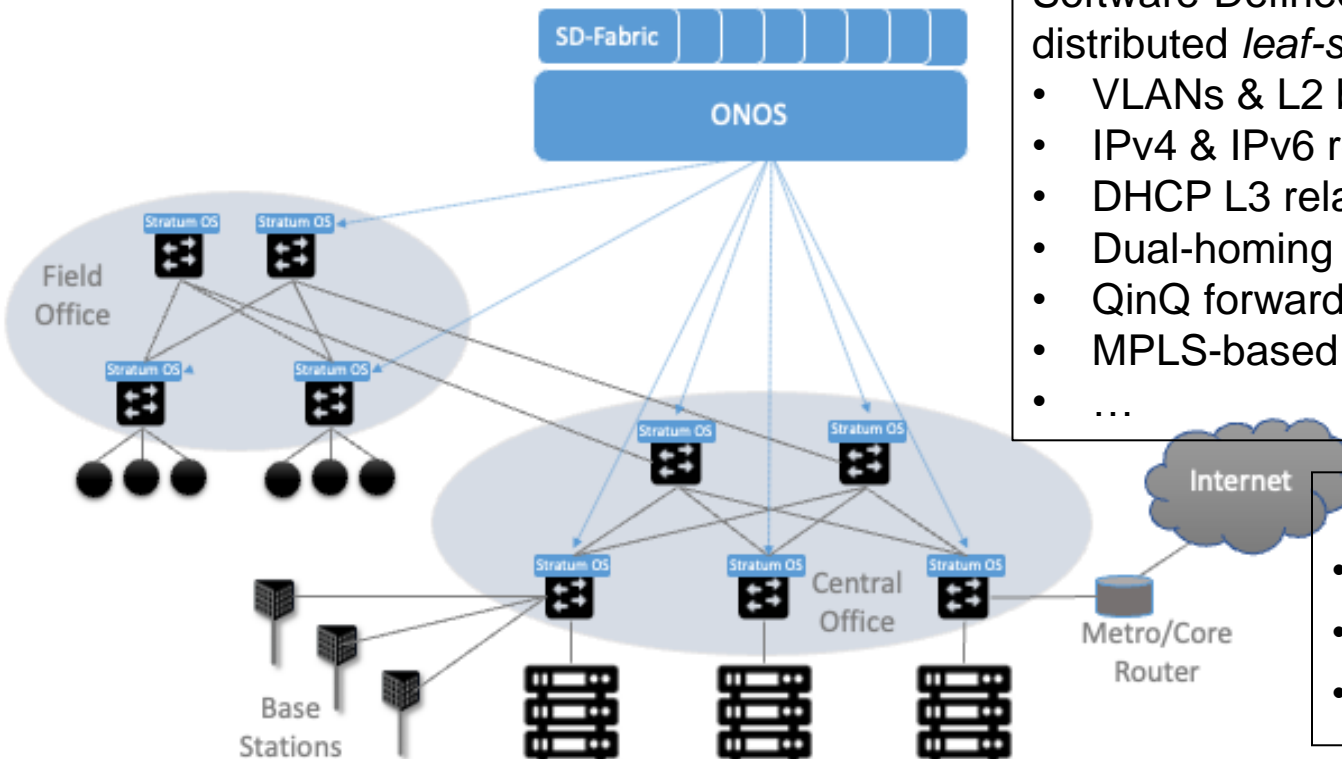 SD-Fabric
ONOS
Software-Defined
distributed leaf-s
• VLANs & L2
• IPv4 & IPv6 r
• DHCP L3 rela
• Dual-homing
• QinQ forward
• MPLS-based
• …
Stratum OS
Stratum OS
Field
Office
Stratum OS
Stratum OS
Stratum OS
Stratum OS
Internet
Stratum OS
Stratum OS
Stratum OS
Central
Office
Metro/Core
Router
Base
Stations
•
•
•